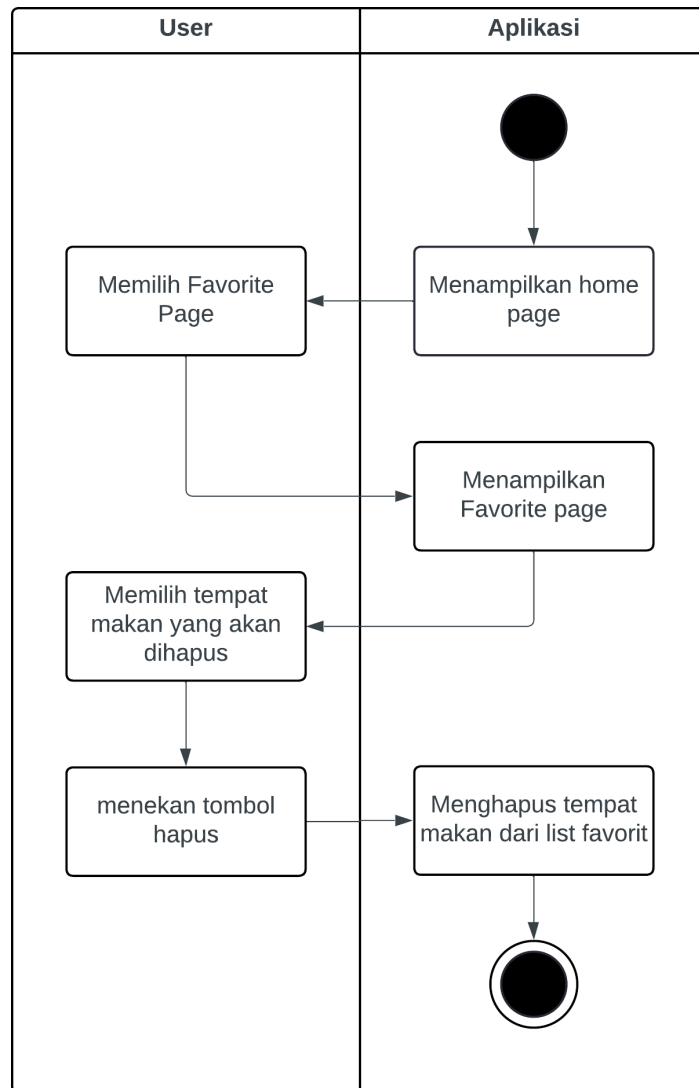 User
Aplikasi
Menampilkan home
page
Memilih Favorite
Page
Menampilkan
Favorite page
Memilih tempat
makan yang akan
dihapus
menekan tombol
hapus
Menghapus tempat
makan dari list favorit